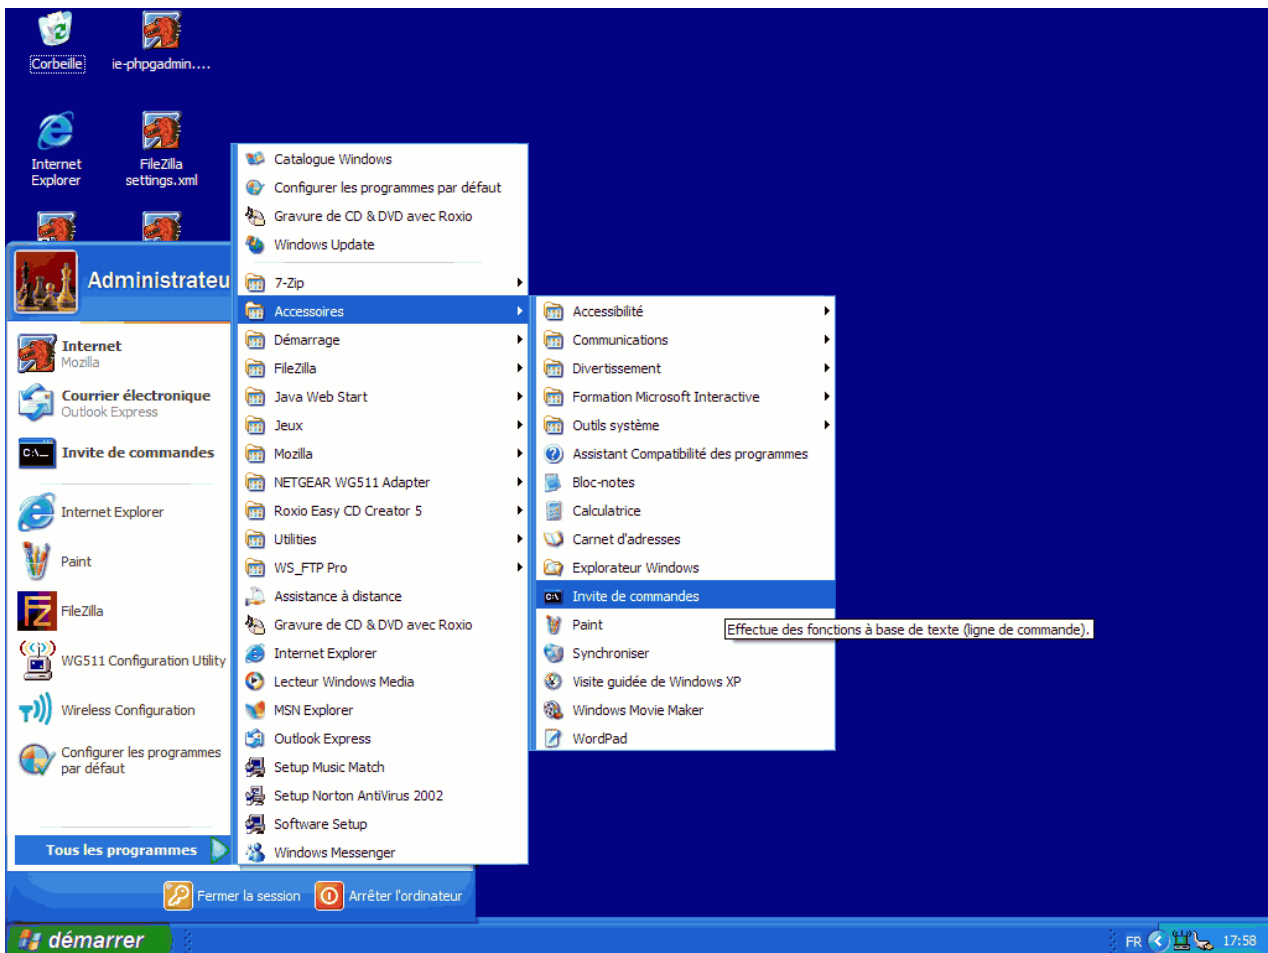 Corbeille
ie-phpgadmin....
Internet
Explorer
FileZilla
settings.xml
Administrateu
Internet
Mozilla
Courrier électronique
Outlook Express
C:\_
Invite de commandes
Internet Explorer
Paint
FZ
FileZilla
WG511 Configuration Utility
Wireless Configuration
Configurer les programmes
par défaut
Tous les programmes
Catalogue Windows
Configurer les programmes par défaut
Gravure de CD & DVD avec Roxio
Windows Update
7-Zip
Accessoires
Démarrage
FileZilla
Java Web Start
Jeux
Mozilla
NETGEAR WG511 Adapter
Roxio Easy CD Creator 5
Utilities
WS_FTP Pro
Assistance à distance
Gravure de CD & DVD avec Roxio
Internet Explorer
Lecteur Windows Media
MSN Explorer
Outlook Express
Setup Music Match
Setup Norton AntiVirus 2002
Software Setup
Windows Messenger
Accessibilité
Communications
Divertissement
Formation Microsoft Interactive
Outils système
Assistant Compatibilité des programmes
Bloc-notes
Calculatrice
Carnet d'adresses
Explorateur Windows
C:\
Invite de commandes
Effectue des fonctions à base de texte (ligne de commande).
Paint
Synchroniser
Visite guidée de Windows XP
Windows Movie Maker
WordPad
Fermer la session
Arrêter l'ordinateur
démarrer
FR
17:58